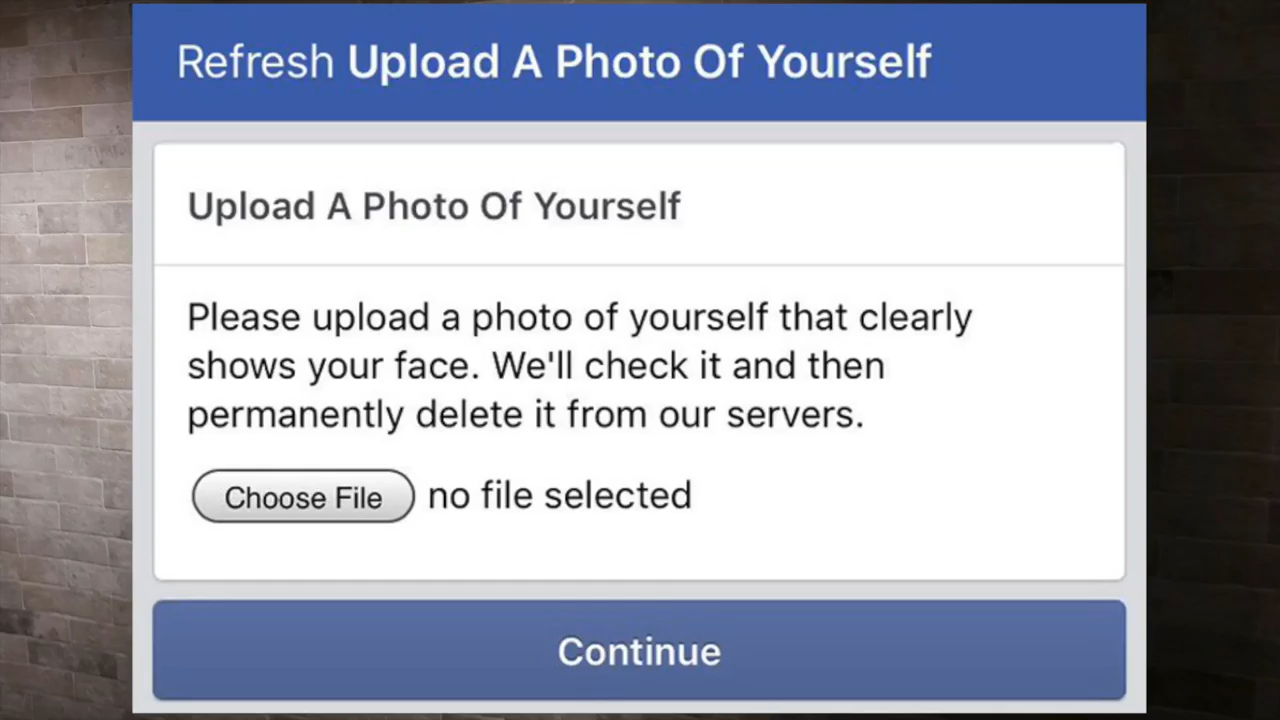 Refresh Upload A Photo Of Yourself
Upload A Photo Of Yourself
Please upload a photo of yourself that clearly
shows your face. We'll check it and then
permanently delete it from our servers.
Choose File no file selected
Continue